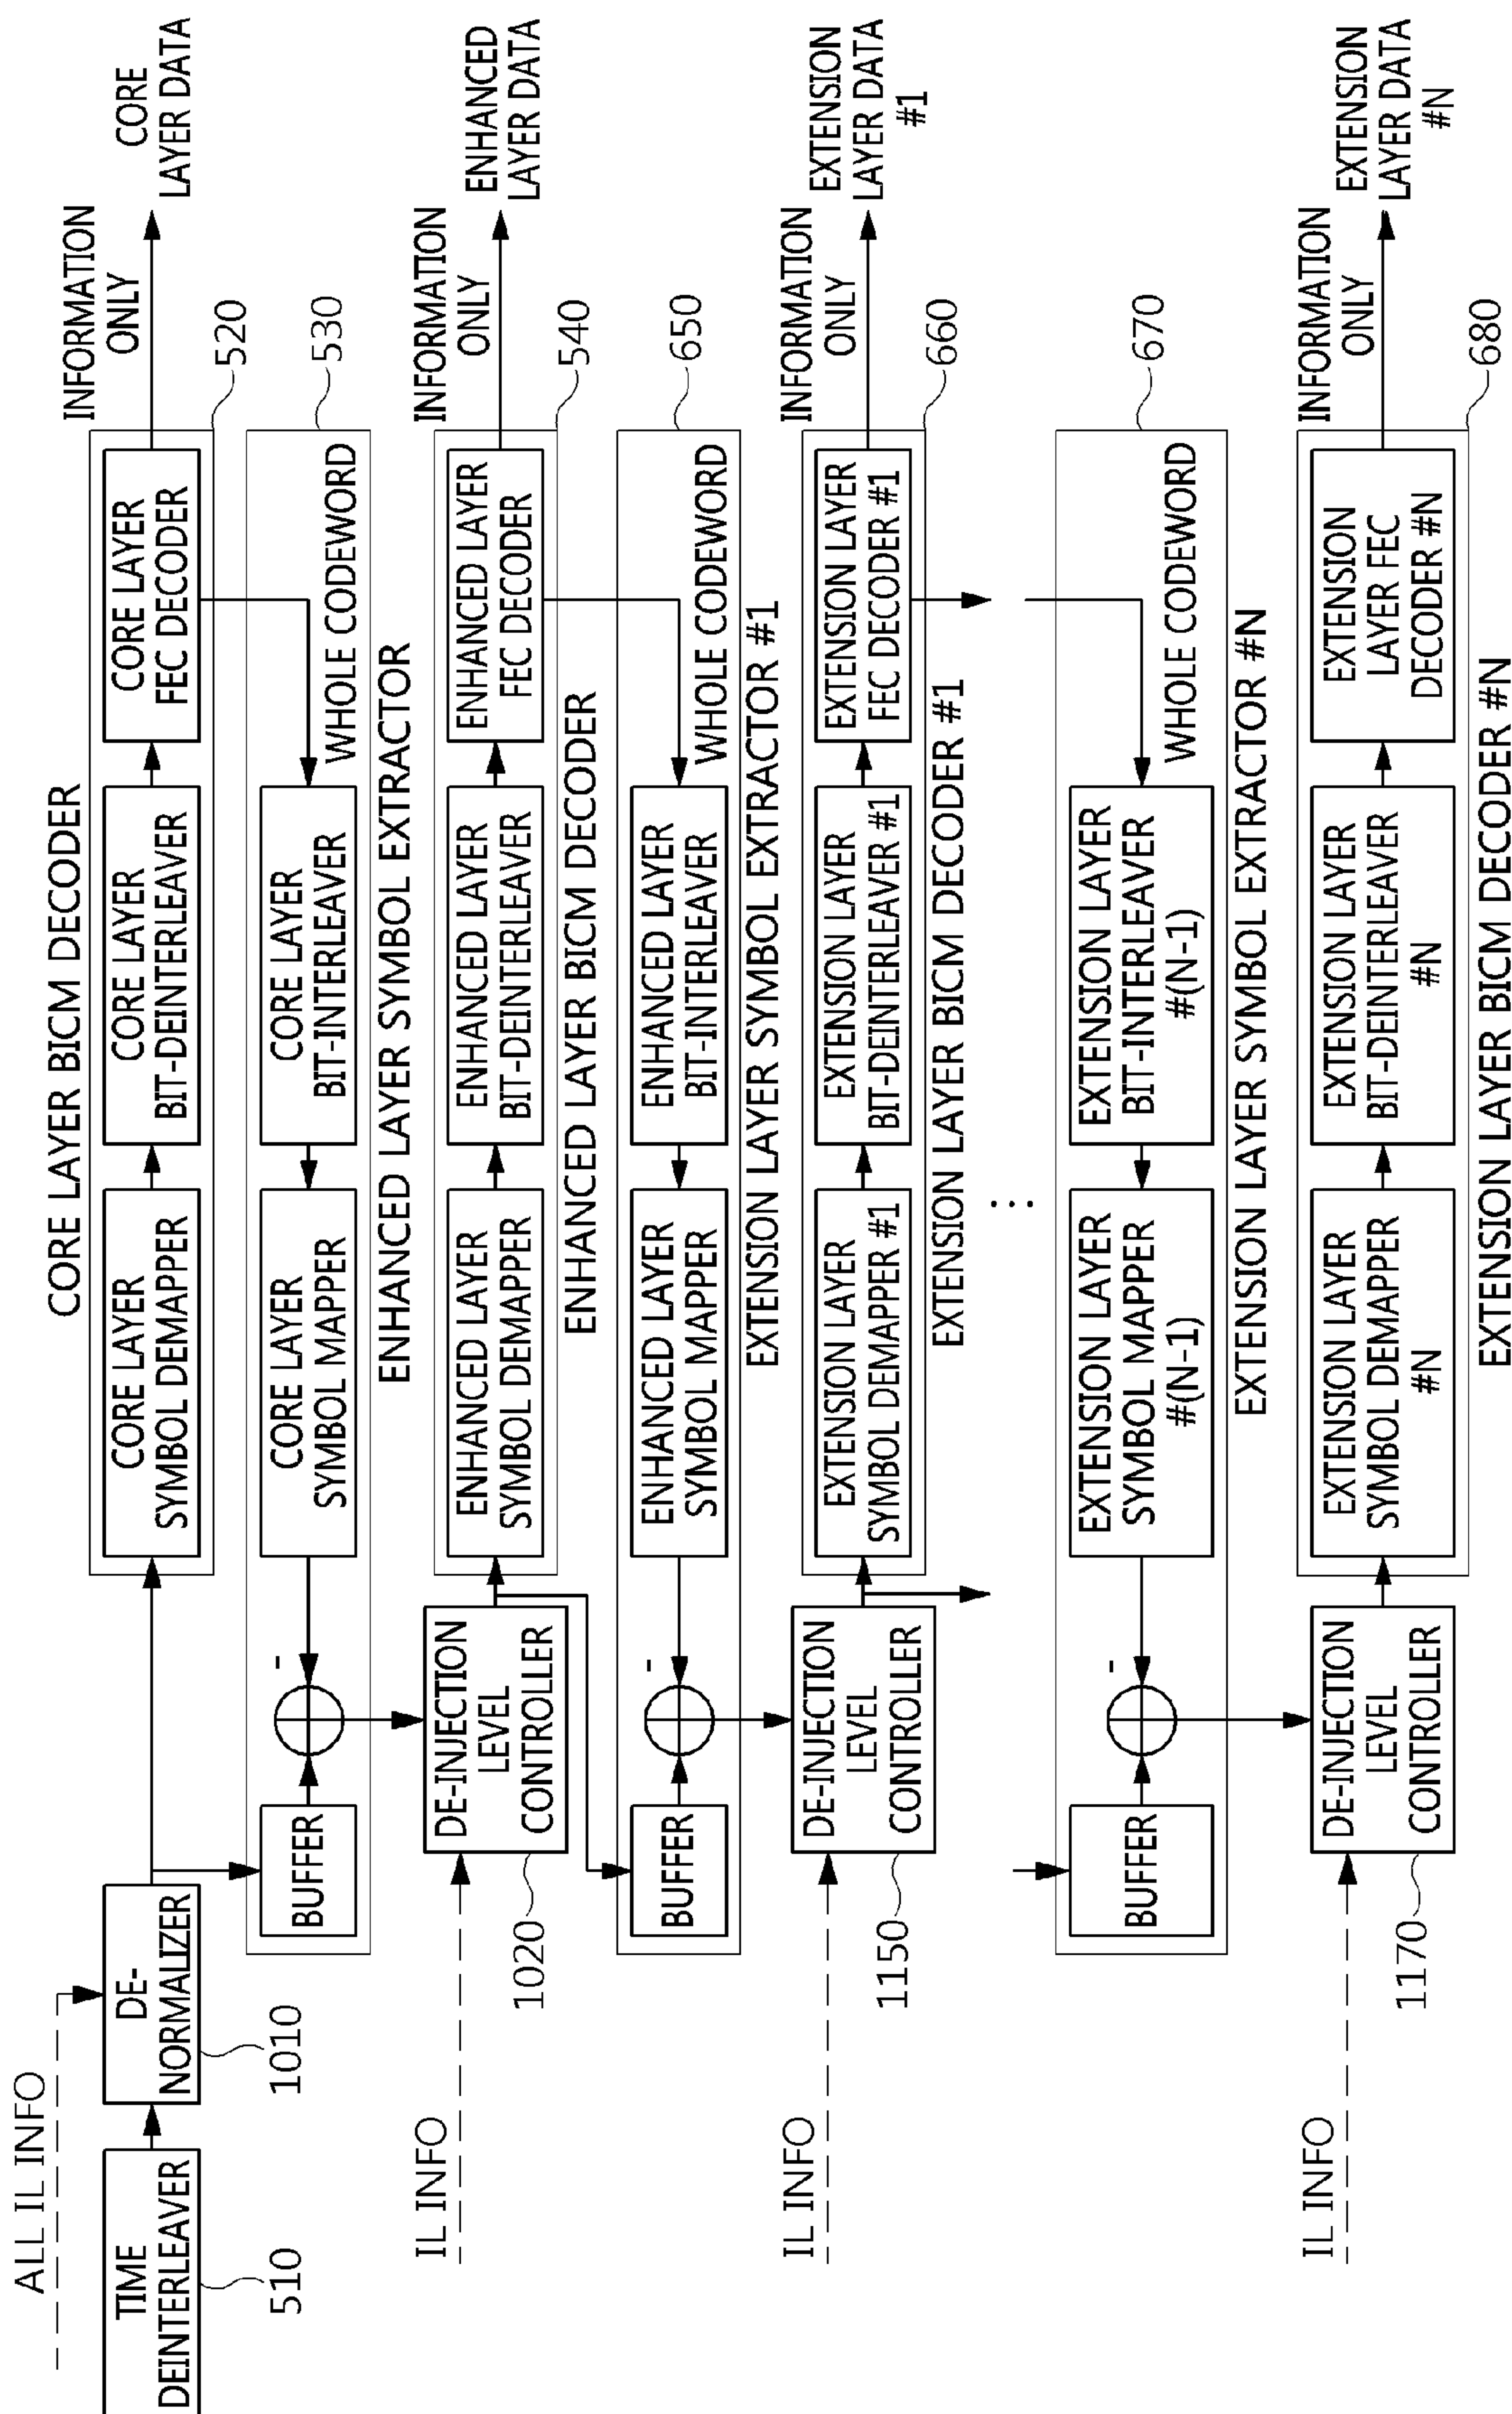 ALL IL INFO
TIME
DEINTERLEAVER
510
DE-
NORMALIZER
1010
CORE LAYER BICM DECODER
CORE LAYER
SYMBOL DEMAPPER
CORE LAYER
BIT-DEINTERLEAVER
CORE LAYER
FEC DECODER
INFORMATION
ONLY
CORE
LAYER DATA
520
BUFFER
-
CORE LAYER
SYMBOL MAPPER
CORE LAYER
BIT-INTERLEAVER
WHOLE CODEWORD
530
ENHANCED LAYER SYMBOL EXTRACTOR
IL INFO
DE-INJECTION
LEVEL
CONTROLLER
1020
ENHANCED LAYER
SYMBOL DEMAPPER
ENHANCED LAYER
BIT-DEINTERLEAVER
ENHANCED LAYER
FEC DECODER
INFORMATION
ONLY
ENHANCED
LAYER DATA
540
ENHANCED LAYER BICM DECODER
BUFFER
-
ENHANCED LAYER
SYMBOL MAPPER
ENHANCED LAYER
BIT-INTERLEAVER
WHOLE CODEWORD
650
EXTENSION LAYER SYMBOL EXTRACTOR #1
IL INFO
DE-INJECTION
LEVEL
CONTROLLER
1150
EXTENSION LAYER
SYMBOL DEMAPPER #1
EXTENSION LAYER
BIT-DEINTERLEAVER #1
EXTENSION LAYER
FEC DECODER #1
INFORMATION
ONLY
EXTENSION
LAYER DATA
#1
660
EXTENSION LAYER BICM DECODER #1
...
BUFFER
-
EXTENSION LAYER
SYMBOL MAPPER
#(N-1)
EXTENSION LAYER
BIT-INTERLEAVER
#(N-1)
WHOLE CODEWORD
670
EXTENSION LAYER SYMBOL EXTRACTOR #N
IL INFO
DE-INJECTION
LEVEL
CONTROLLER
1170
EXTENSION LAYER
SYMBOL DEMAPPER
#N
EXTENSION LAYER
BIT-DEINTERLEAVER
#N
EXTENSION
LAYER FEC
DECODER #N
INFORMATION
ONLY
EXTENSION
LAYER DATA
#N
680
EXTENSION LAYER BICM DECODER #N